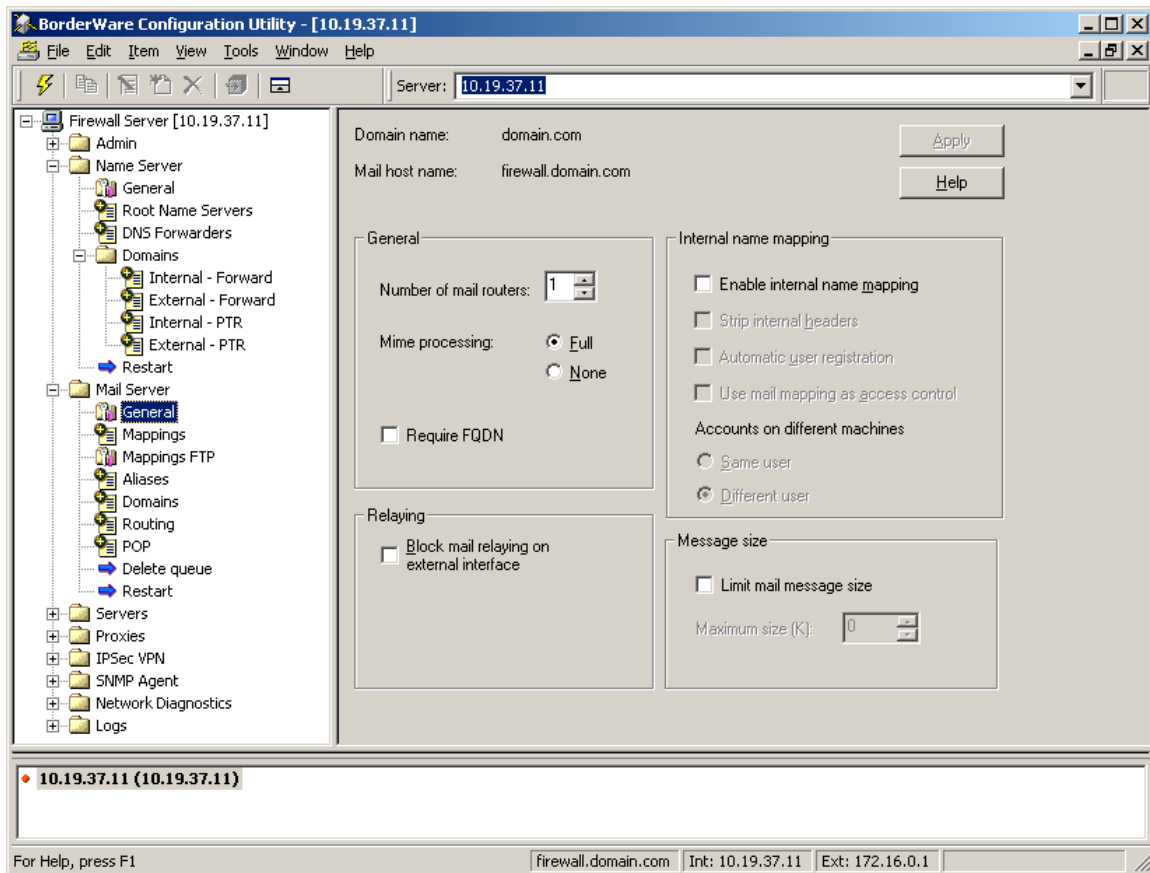 BorderWare Configuration Utility - [10.19.37.11]
File Edit Item View Tools Window Help
Server: 10.19.37.11
Firewall Server [10.19.37.11]
Admin
Name Server
General
Root Name Servers
DNS Forwarders
Domains
Internal - Forward
External - Forward
Internal - PTR
External - PTR
Restart
Mail Server
General
Mappings
Mappings FTP
Aliases
Domains
Routing
POP
Delete queue
Restart
Servers
Proxies
IPSec VPN
SNMP Agent
Network Diagnostics
Logs
Domain name: domain.com
Mail host name: firewall.domain.com
Apply
Help
General
Number of mail routers: 1
Mime processing: Full
None
Require FQDN
Relaying
Block mail relaying on
external interface
Internal name mapping
Enable internal name mapping
Strip internal headers
Automatic user registration
Use mail mapping as access control
Accounts on different machines
Same user
Different user
Message size
Limit mail message size
Maximum size (K): 0
10.19.37.11 (10.19.37.11)
For Help, press F1
firewall.domain.com Int: 10.19.37.11 Ext: 172.16.0.1